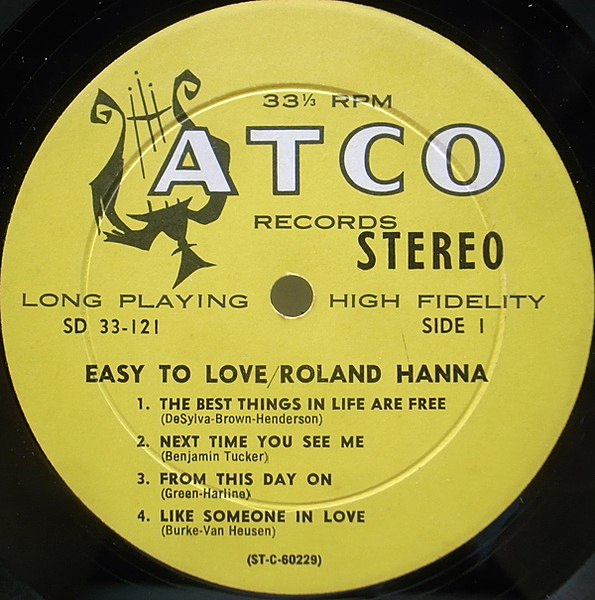 33⅓ RPM
ATCO
RECORDS
STEREO
LONG PLAYING HIGH FIDELITY
SD 33-121 SIDE 1
EASY TO LOVE/ROLAND HANNA
1. THE BEST THINGS IN LIFE ARE FREE
(DeSylva-Brown-Henderson)
2. NEXT TIME YOU SEE ME
(Benjamin Tucker)
3. FROM THIS DAY ON
(Green-Harline)
4. LIKE SOMEONE IN LOVE
(Burke-Van Heusen)
(ST-C-60229)